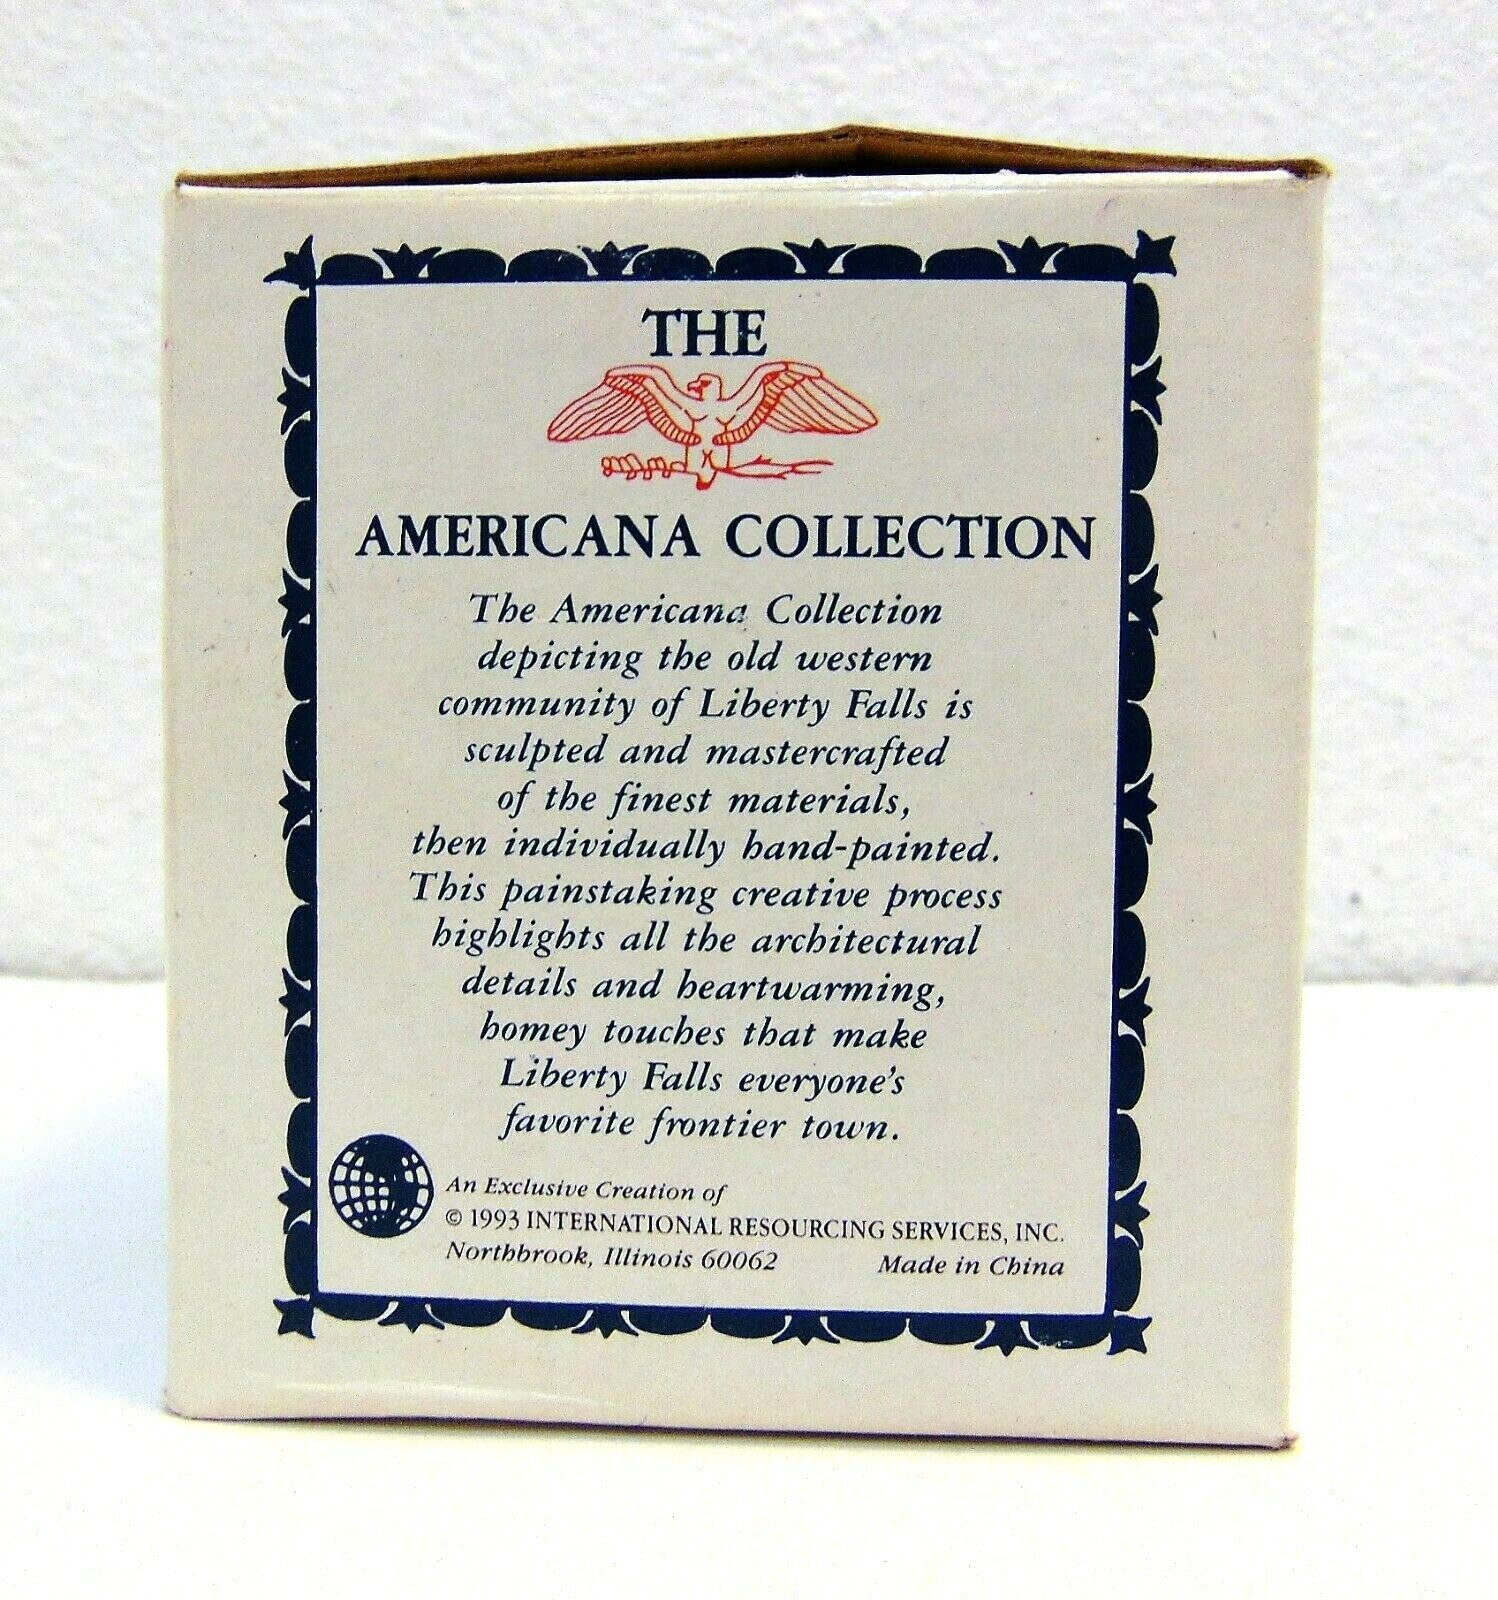 THE
AMERICANA COLLECTION
The Americana Collection
depicting the old western
community of Liberty Falls is
sculpted and mastercrafted
of the finest materials,
then individually hand-painted.
This painstaking creative process
highlights all the architectural
details and heartwarming,
homey touches that make
Liberty Falls everyone's
favorite frontier town.
An Exclusive Creation of
© 1993 INTERNATIONAL RESOURCING SERVICES, INC.
Northbrook, Illinois 60062 Made in China